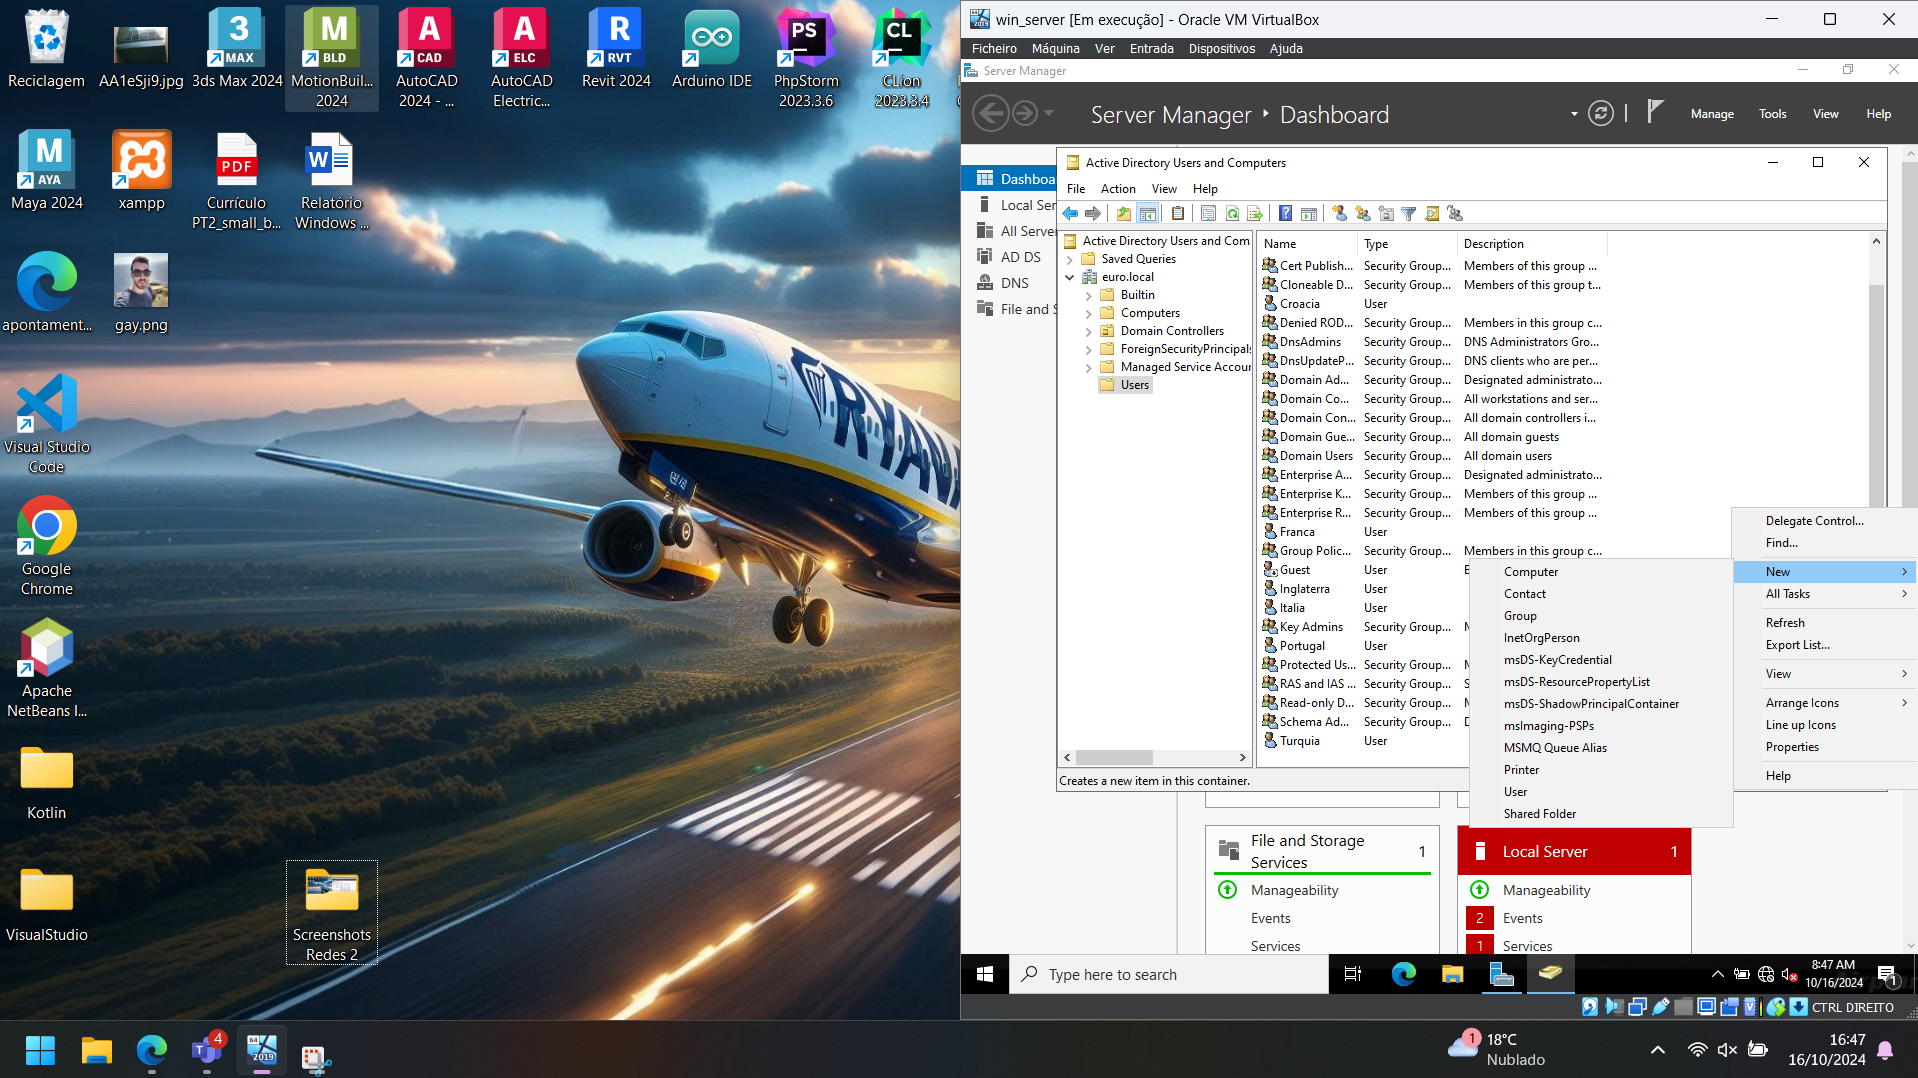 Reciclagem
AA1eSji9.jpg
3ds Max 2024
MotionBuil...
2024
AutoCAD
2024 - ...
AutoCAD
Electric...
Revit 2024
Arduino IDE
PhpStorm
2023.3.6
CLion
2023.3.4
3
MAX
M
BLD
A
CAD
A
ELC
R
RVT
PS
CL
M
AYA
Maya 2024
xampp
PDF
Currículo
PT2_small_b...
W
Relatório
Windows ...
apontament...
gay.png
Visual Studio
Code
Google
Chrome
Apache
NetBeans I...
Kotlin
VisualStudio
Screenshots
Redes 2
RYANA
win_server [Em execução] - Oracle VM VirtualBox
Ficheiro Máquina Ver Entrada Dispositivos Ajuda
Server Manager
Server Manager Dashboard
Manage Tools View Help
Dashboa
Local Ser
All Serve
AD DS
DNS
File and S
Active Directory Users and Computers
File Action View Help
Active Directory Users and Com
Saved Queries
euro.local
Builtin
Computers
Domain Controllers
ForeignSecurityPrincipals
Managed Service Accour
Users
Name Type Description
Cert Publish... Security Group... Members of this group ...
Cloneable D... Security Group... Members of this group t...
Croacia User
Denied ROD... Security Group... Members in this group c...
DnsAdmins Security Group... DNS Administrators Gro...
DnsUpdateP... Security Group... DNS clients who are per...
Domain Ad... Security Group... Designated administrato...
Domain Co... Security Group... All workstations and ser...
Domain Con... Security Group... All domain controllers i...
Domain Gue... Security Group... All domain guests
Domain Users Security Group... All domain users
Enterprise A... Security Group... Designated administrato...
Enterprise K... Security Group... Members of this group ...
Enterprise R... Security Group... Members of this group ...
Franca User
Group Polic... Security Group... Members in this group c...
Guest User
Inglaterra User
Italia User
Key Admins Security Group...
Portugal User
Protected Us... Security Group...
RAS and IAS ... Security Group...
Read-only D... Security Group...
Schema Ad... Security Group...
Turquia User
Creates a new item in this container.
Computer
Contact
Group
InetOrgPerson
msDS-KeyCredential
msDS-ResourcePropertyList
msDS-ShadowPrincipalContainer
msImaging-PSPs
MSMQ Queue Alias
Printer
User
Shared Folder
Delegate Control...
Find...
New
All Tasks
Refresh
Export List...
View
Arrange Icons
Line up Icons
Properties
Help
File and Storage
Services
1
Manageability
Events
Services
Local Server 1
Manageability
2 Events
1 Services
Type here to search
8:47 AM
10/16/2024
1
CTRL DIREITO
4
64
2019
1
18°C
Nublado
16:47
16/10/2024